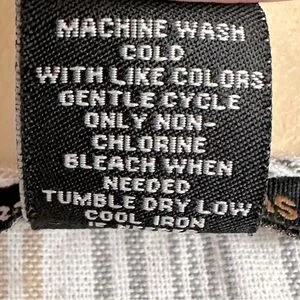 MACHINE WASH
COLD
WITH LIKE COLORS
GENTLE CYCLE
ONLY NON-
CHLORINE
BLEACH WHEN
NEEDED
TUMBLE DRY LOW
COOL IRON